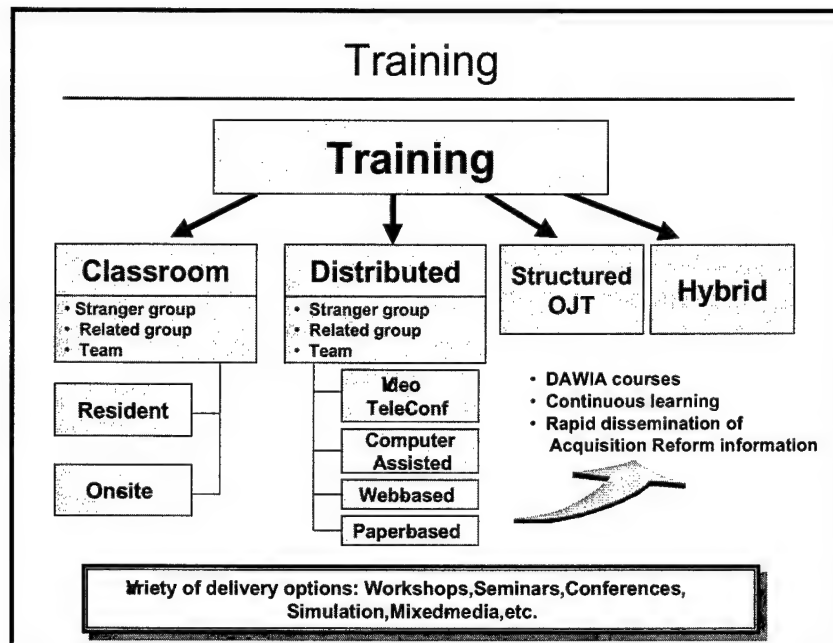 Training
Training
Classroom
• Stranger group
• Related group
• Team
Resident
Onsite
Distributed
• Stranger group
• Related group
• Team
Video
TeleConf
Computer
Assisted
Webbased
Paperbased
Structured
OJT
Hybrid
• DAWIA courses
• Continuous learning
• Rapid dissemination of
Acquisition Reform information
Variety of delivery options: Workshops,Seminars,Conferences,
Simulation,Mixedmedia,etc.